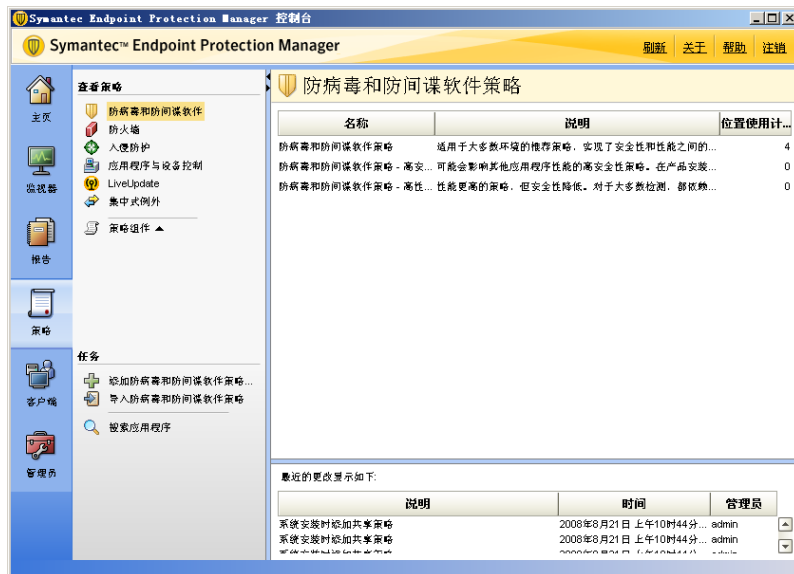 Symantec Endpoint Protection Manager 控制台
Symantec™ Endpoint Protection Manager
刷新 关于 帮助 注销
主页
监视器
报告
策略
客户端
管理员
查看策略
防病毒和防间谍软件
防火墙
入侵防护
应用程序与设备控制
LiveUpdate
集中式例外
策略组件
任务
添加防病毒和防间谍软件策略...
导入防病毒和防间谍软件策略
搜索应用程序
防病毒和防间谍软件策略
名称 说明 位置使用计...
防病毒和防间谍软件策略 适用于大多数环境的推荐策略，实现了安全性和性能之间的... 4
防病毒和防间谍软件策略 - 高安... 可能会影响其他应用程序性能的高安全性策略。在产品安装... 0
防病毒和防间谍软件策略 - 高性... 性能更高的策略，但安全性降低。对于大多数检测，都依赖... 0
最近的更改显示如下:
说明 时间 管理员
系统安装时添加共享策略 2008年8月21日 上午10时44分... admin
系统安装时添加共享策略 2008年8月21日 上午10时44分... admin